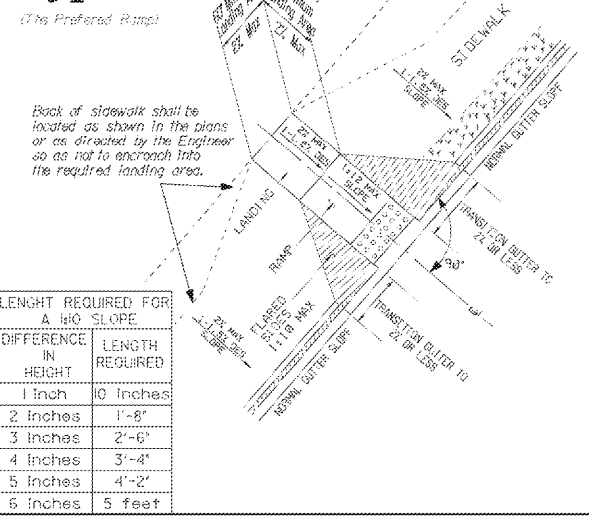 (The Prefered Ramp)
2% Max
2% Max
SIDEWALK
2% MAX
1-1.5% DES
SLOPE
Back of sidewalk shall be
located as shown in the plans
or as directed by the Engineer
so as not to encroach into
the required landing area.
NORMAL GUTTER SLOPE
2% MAX
1-1.5% DES
1:12 MAX
SLOPE
LANDING
RAMP
FLARED
SLOPES
1:10 MAX
TRANSITION GUTTER TO
2% OR LESS
90°
3'
TRANSITION GUTTER TO
2% OR LESS
NORMAL GUTTER SLOPE
2% MAX
1-1.5% DES
SLOPE
LENGHT REQUIRED FOR
A 1:10 SLOPE
DIFFERENCE
IN
HEIGHT
LENGTH
REQUIRED
1 Inch 10 Inches
2 Inches 1'-8"
3 Inches 2'-6"
4 Inches 3'-4"
5 Inches 4'-2"
6 Inches 5 feet